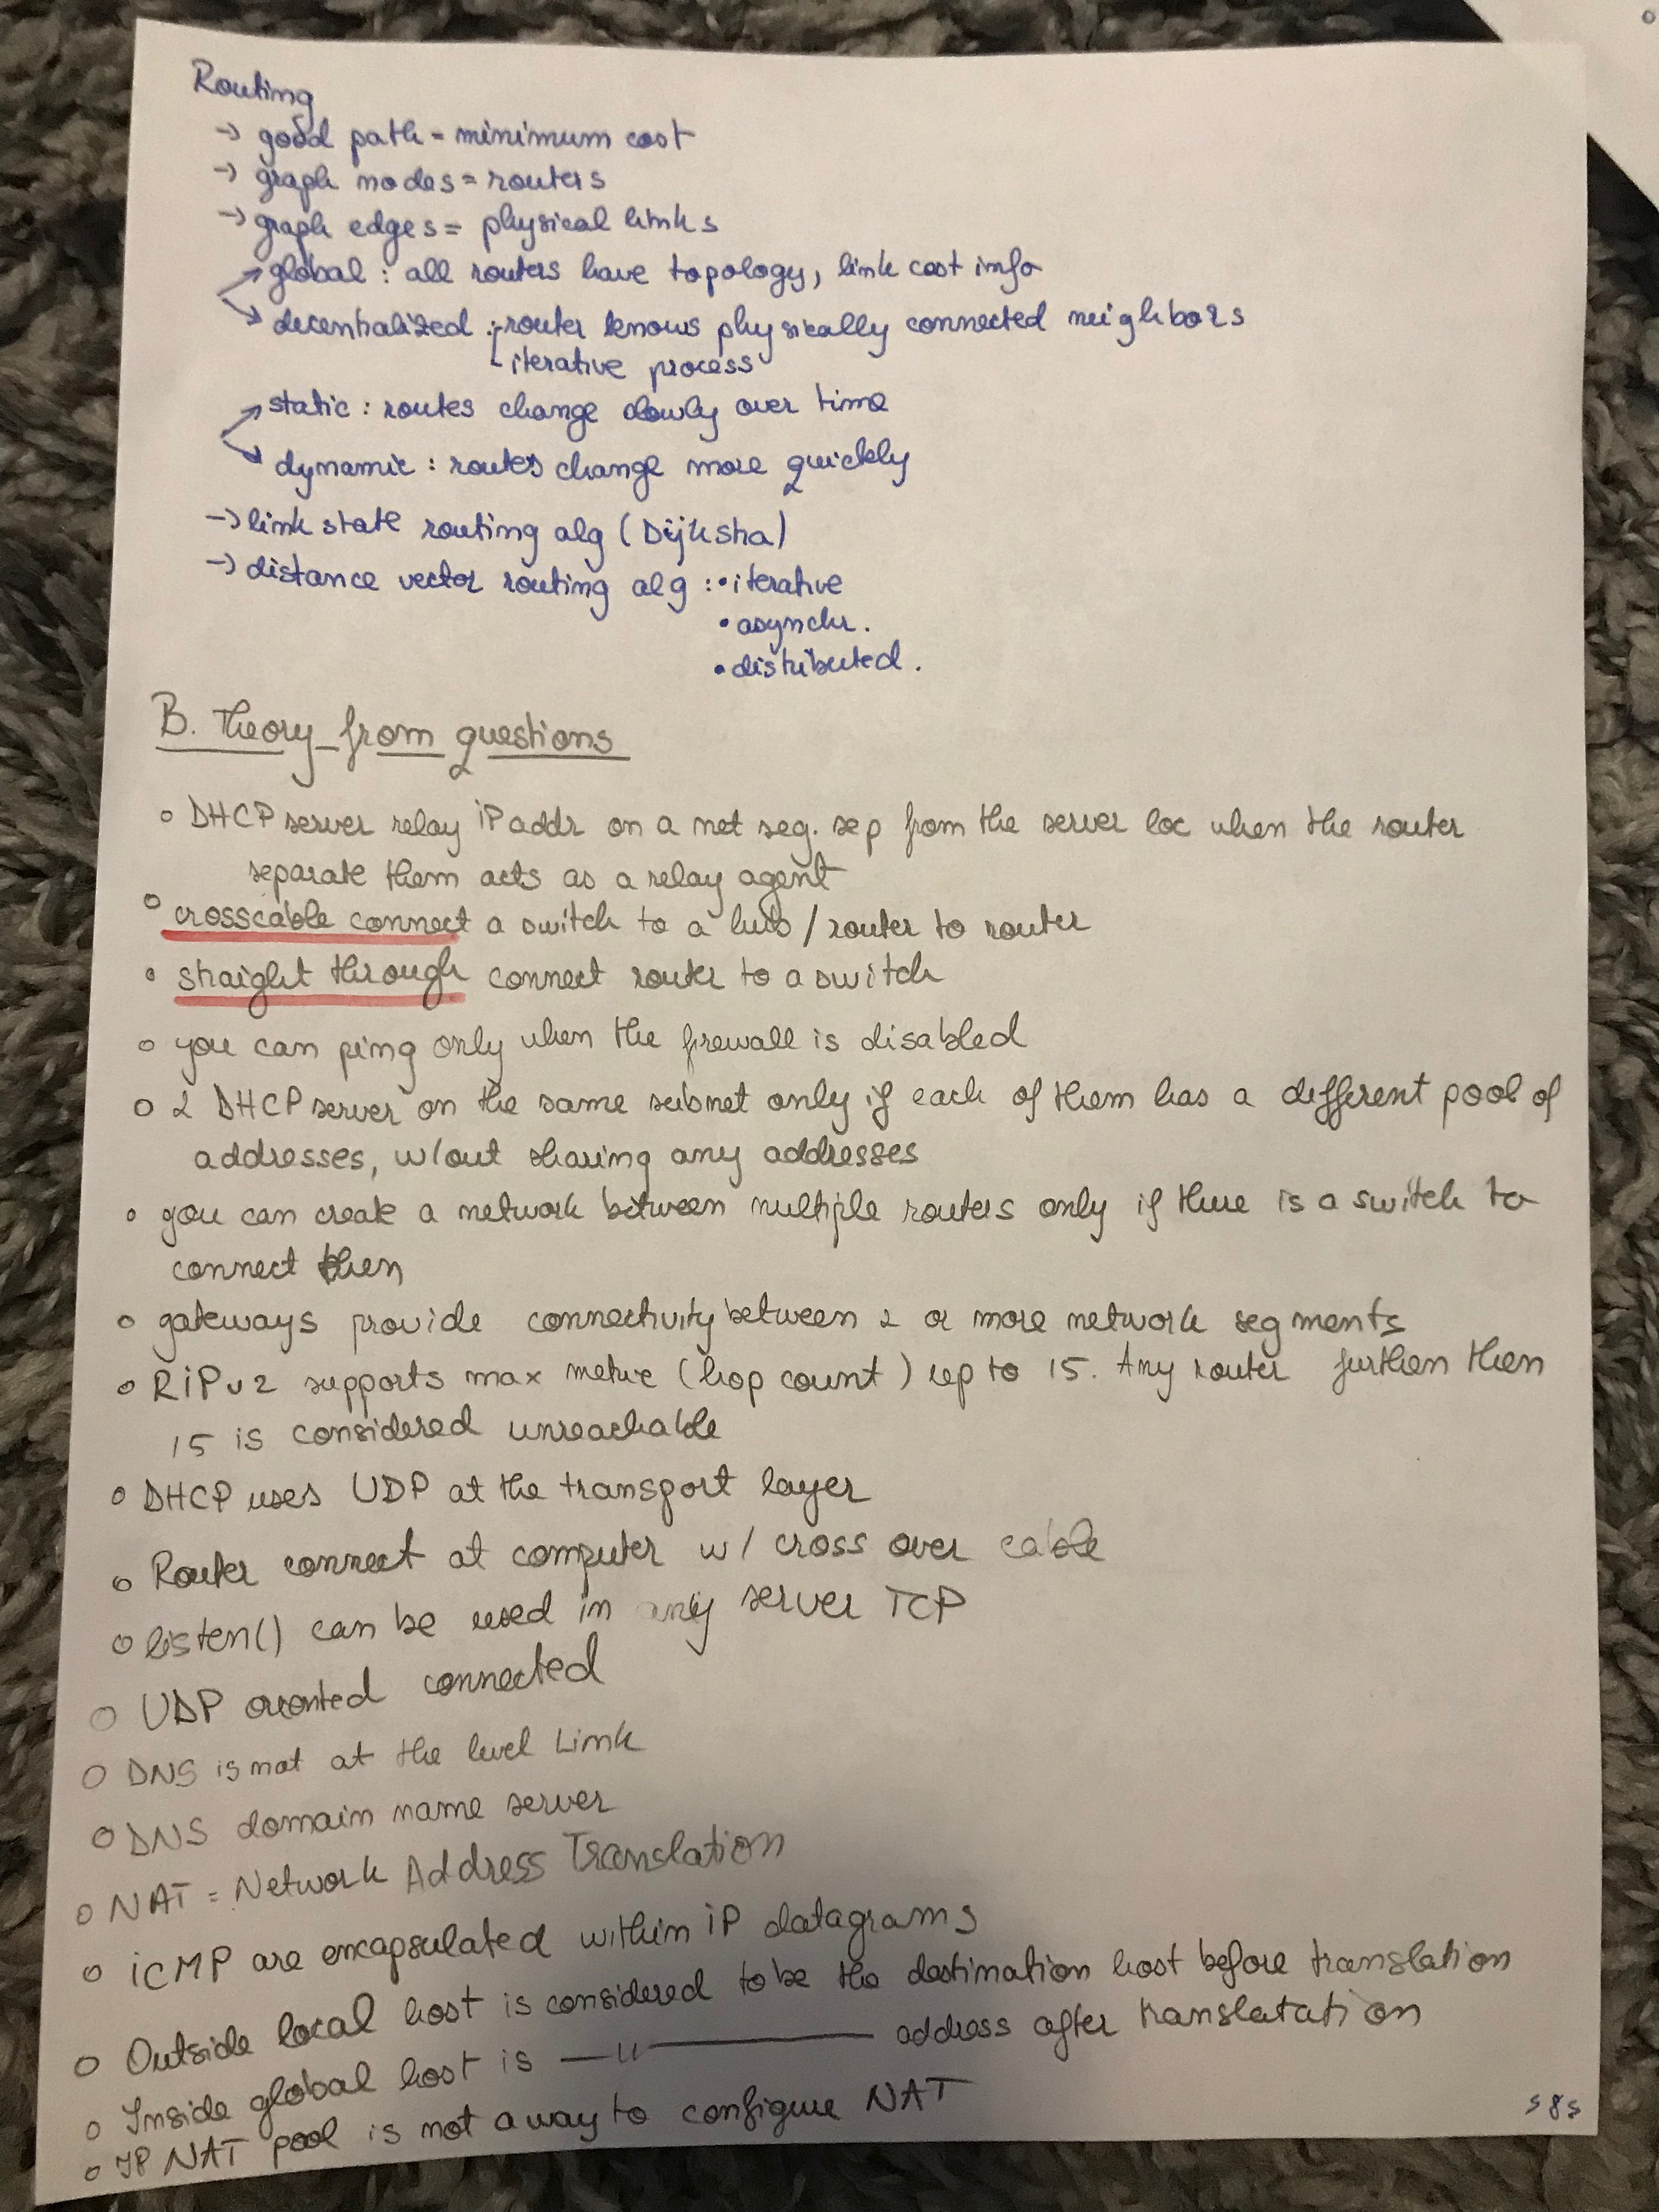 Routing
→ good path = minimum cost
→ graph nodes = routers
→ graph edges = physical links
global : all routers have topology, link cost info
decentralized : router knows physically connected neighbors
iterative process
static : routes change slowly over time
dynamic : routes change more quickly
→ link state routing alg (Dijkstra)
→ distance vector routing alg : • iterative
• asynchr.
• distributed.
B. Theory from questions
o DHCP server relay IP addr on a net seg. sep from the server loc when the router
separate them acts as a relay agent
o crosscable connect a switch to a hub / router to router
o straight through connect router to a switch
o you can ping only when the firewall is disabled
o 2 DHCP server on the same subnet only if each of them has a different pool of
addresses, w/out sharing any addresses
o you can create a network between multiple routers only if there is a switch to
connect then
o gateways provide connectivity between 2 or more network segments
o RIPv2 supports max metric (hop count) up to 15. Any router further then
15 is considered unreachable
o DHCP uses UDP at the transport layer
o Router connect at computer w/ cross over cable
o listen() can be used in any server TCP
o UDP oriented connected
o DNS is not at the level Link
o DNS domain name server
o NAT = Network Address Translation
o ICMP are encapsulated within IP datagrams
o Outside local host is considered to be the destination host before translation
o Inside global host is —"— address after translatation
o IP NAT pool is not a way to configure NAT